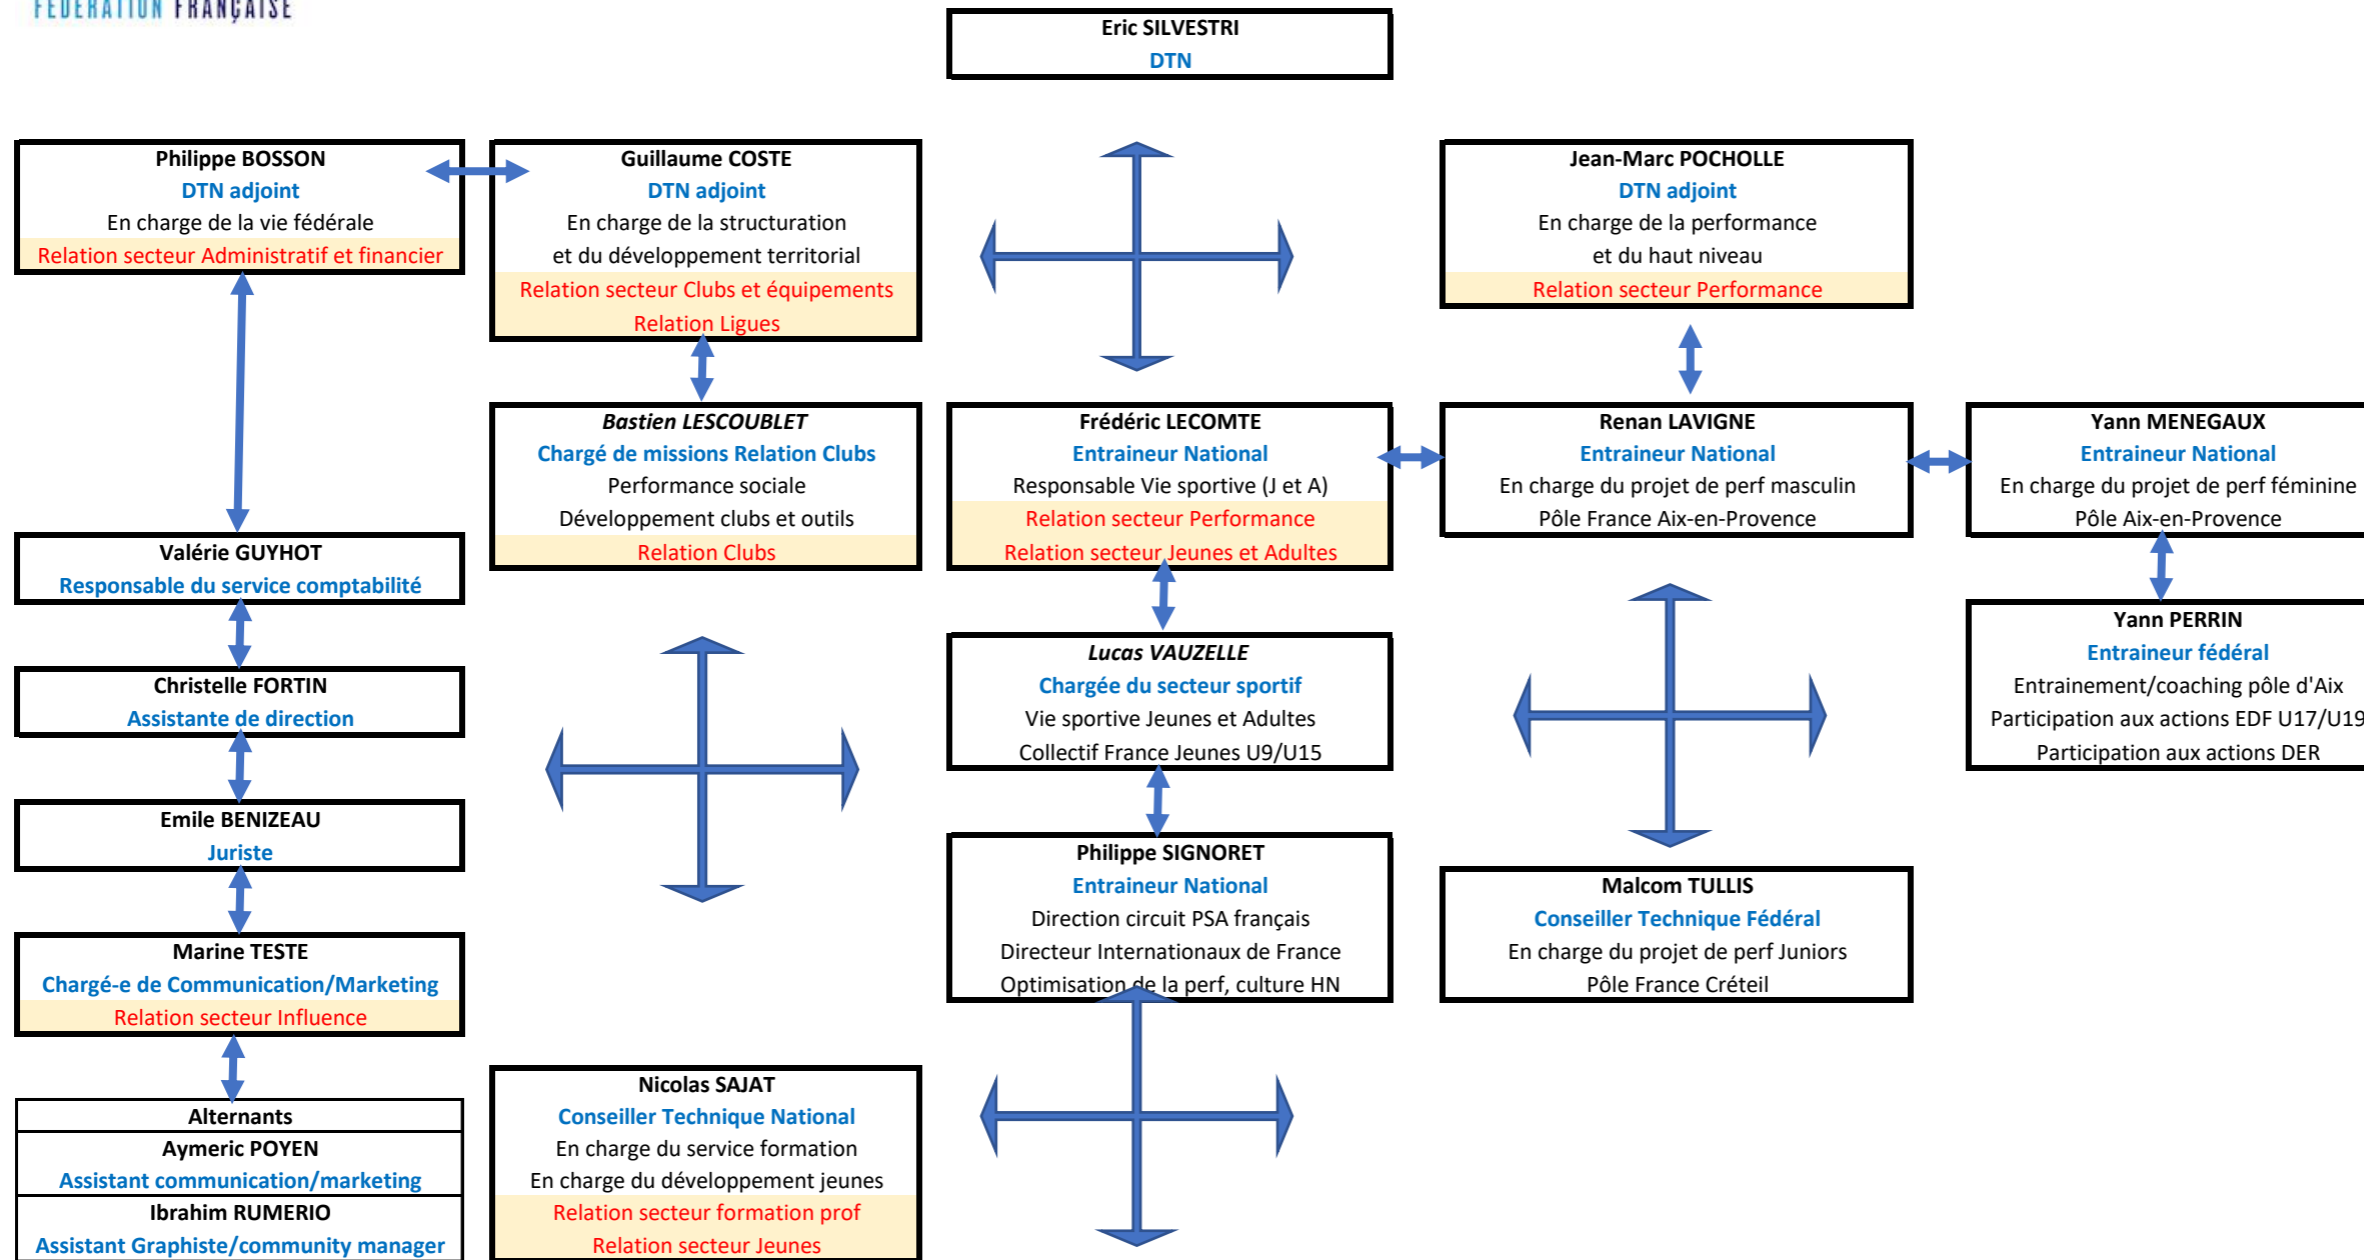 FÉDÉRATION FRANÇAISE
Eric SILVESTRI
DTN
Philippe BOSSON
DTN adjoint
En charge de la vie fédérale
Relation secteur Administratif et financier
Guillaume COSTE
DTN adjoint
En charge de la structuration
et du développement territorial
Relation secteur Clubs et équipements
Relation Ligues
Jean-Marc POCHOLLE
DTN adjoint
En charge de la performance
et du haut niveau
Relation secteur Performance
Bastien LESCOUBLET
Chargé de missions Relation Clubs
Performance sociale
Développement clubs et outils
Relation Clubs
Frédéric LECOMTE
Entraineur National
Responsable Vie sportive (J et A)
Relation secteur Performance
Relation secteur Jeunes et Adultes
Renan LAVIGNE
Entraineur National
En charge du projet de perf masculin
Pôle France Aix-en-Provence
Yann MENEGAUX
Entraineur National
En charge du projet de perf féminine
Pôle Aix-en-Provence
Valérie GUYHOT
Responsable du service comptabilité
Yann PERRIN
Entraineur fédéral
Entrainement/coaching pôle d'Aix
Participation aux actions EDF U17/U19
Participation aux actions DER
Lucas VAUZELLE
Chargée du secteur sportif
Vie sportive Jeunes et Adultes
Collectif France Jeunes U9/U15
Christelle FORTIN
Assistante de direction
Emile BENIZEAU
Juriste
Philippe SIGNORET
Entraineur National
Direction circuit PSA français
Directeur Internationaux de France
Optimisation de la perf, culture HN
Malcom TULLIS
Conseiller Technique Fédéral
En charge du projet de perf Juniors
Pôle France Créteil
Marine TESTE
Chargé-e de Communication/Marketing
Relation secteur Influence
Nicolas SAJAT
Conseiller Technique National
En charge du service formation
En charge du développement jeunes
Relation secteur formation prof
Relation secteur Jeunes
Alternants
Aymeric POYEN
Assistant communication/marketing
Ibrahim RUMERIO
Assistant Graphiste/community manager